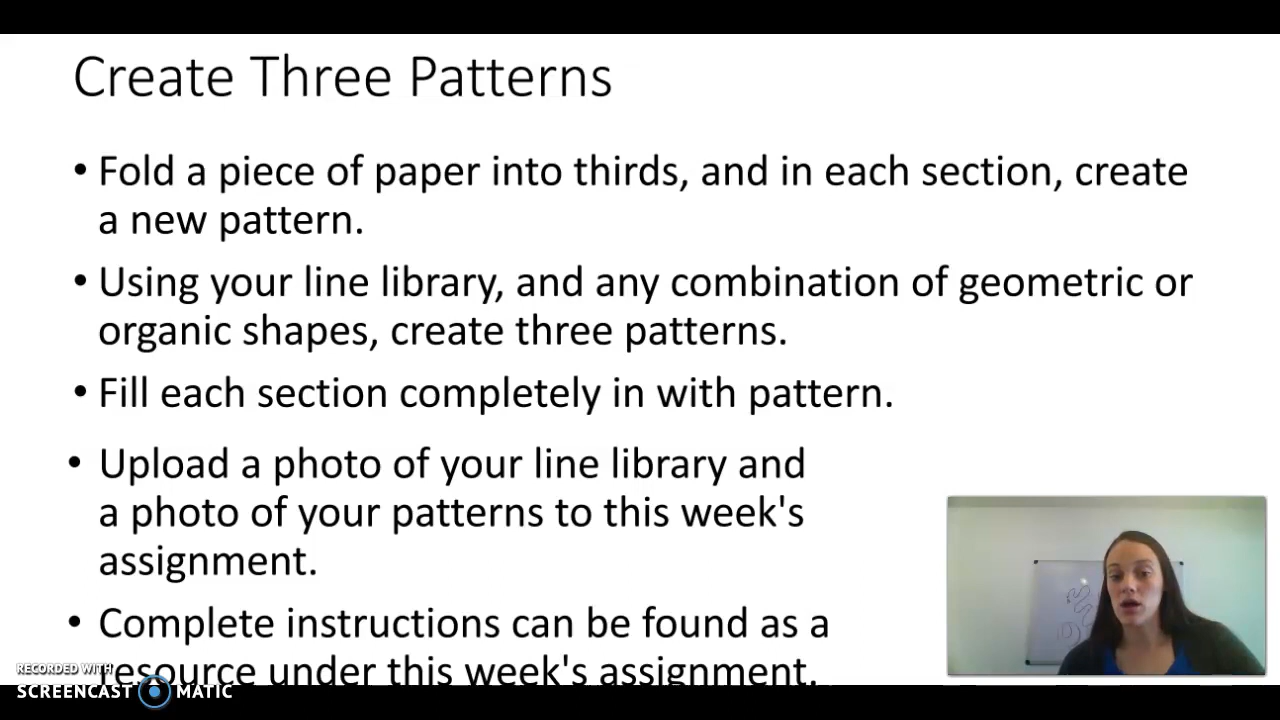 Create Three Patterns
• Fold a piece of paper into thirds, and in each section, create
a new pattern.
• Using your line library, and any combination of geometric or
organic shapes, create three patterns.
• Fill each section completely in with pattern.
• Upload a photo of your line library and
a photo of your patterns to this week's
assignment.
• Complete instructions can be found as a
resource under this week's assignment.
RECORDED WITH
SCREENCAST MATIC